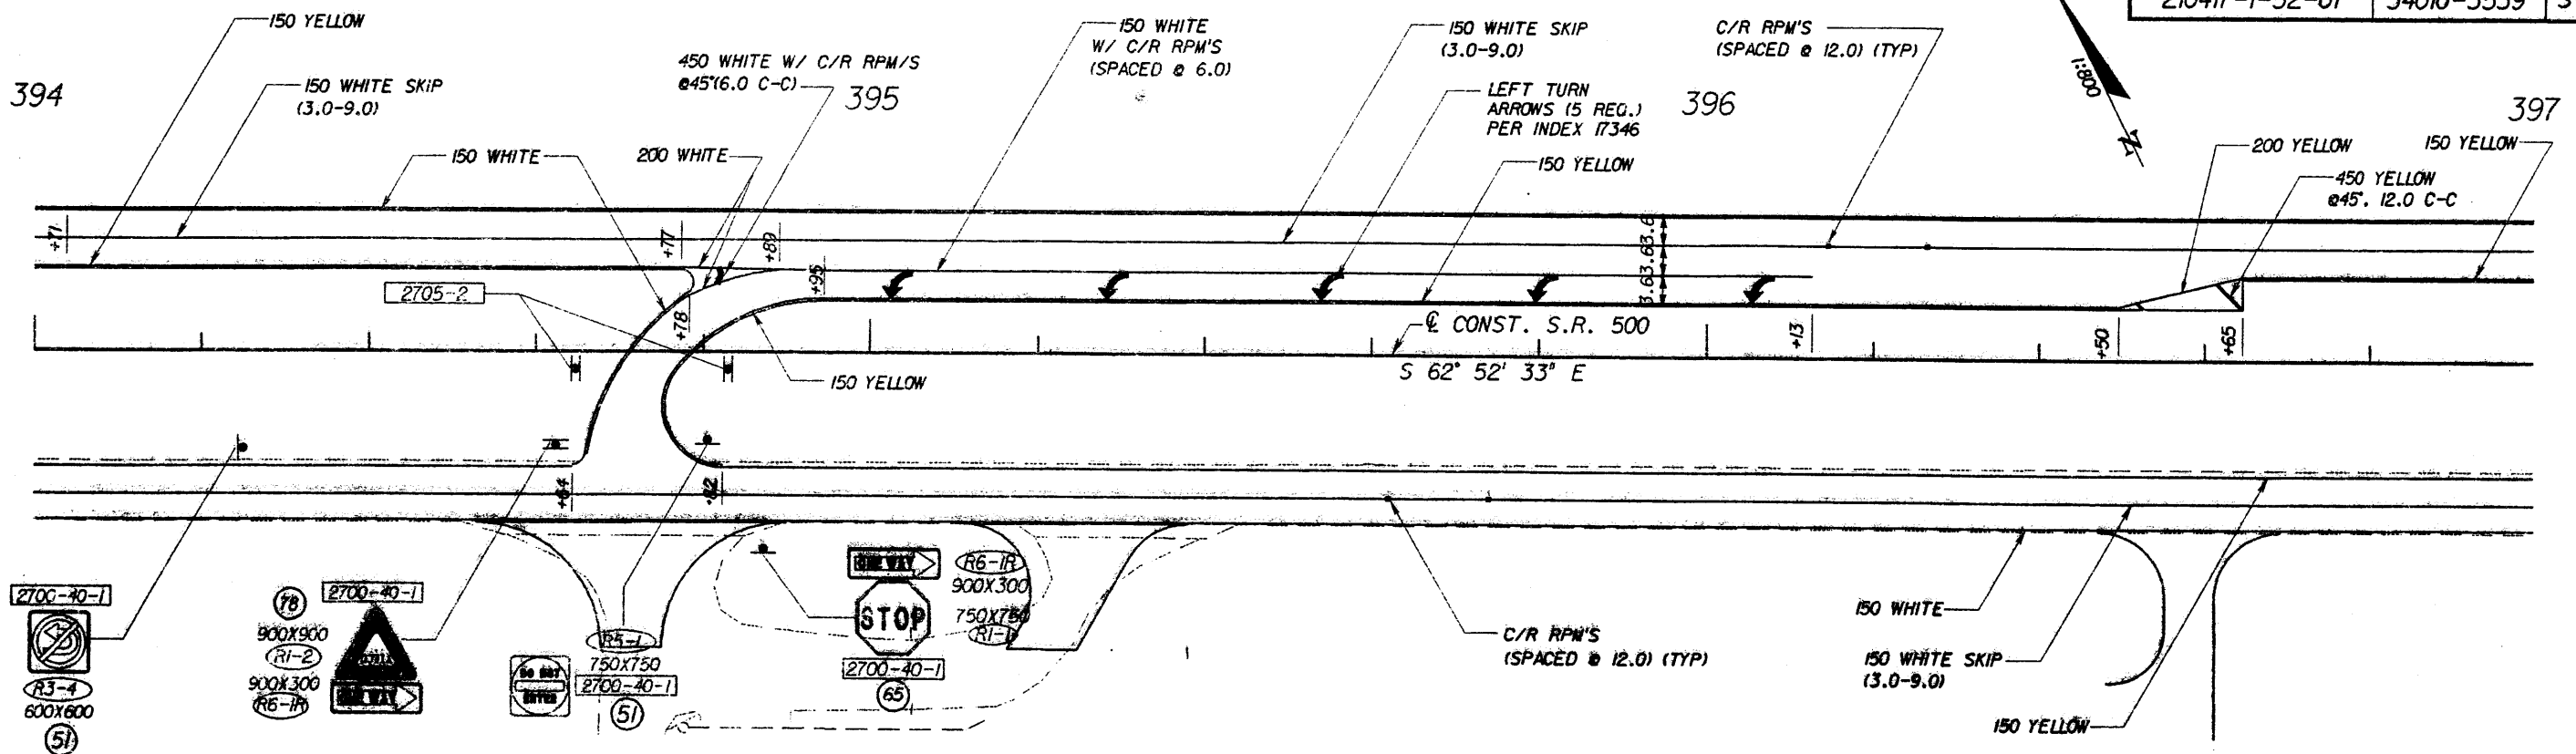 150 YELLOW
150 WHITE SKIP
(3.0-9.0)
394
450 WHITE W/ C/R RPM/S
@45°(6.0 C-C)
395
150 WHITE
W/ C/R RPM'S
(SPACED @ 6.0)
150 WHITE SKIP
(3.0-9.0)
LEFT TURN
ARROWS (5 REQ.)
PER INDEX 17346
396
C/R RPM'S
(SPACED @ 12.0) (TYP)
1:800
N
397
150 WHITE
200 WHITE
150 YELLOW
200 YELLOW
150 YELLOW
450 YELLOW
@45°. 12.0 C-C
+71
+77
+89
+95
+78
2705-2
3.6
3.6
3.6
+13
+50
+65
℄ CONST. S.R. 500
S 62° 52' 33" E
150 YELLOW
+64
+82
2700-40-1
R3-4
600X600
51
78
2700-40-1
900X900
R1-2
900X300
R6-1R
ONE WAY
DO NOT
ENTER
R5-1
750X750
2700-40-1
51
ONE WAY
R6-1R
900X300
STOP
750X750
R1-1
2700-40-1
65
C/R RPM'S
(SPACED @ 12.0) (TYP)
150 WHITE
150 WHITE SKIP
(3.0-9.0)
150 YELLOW